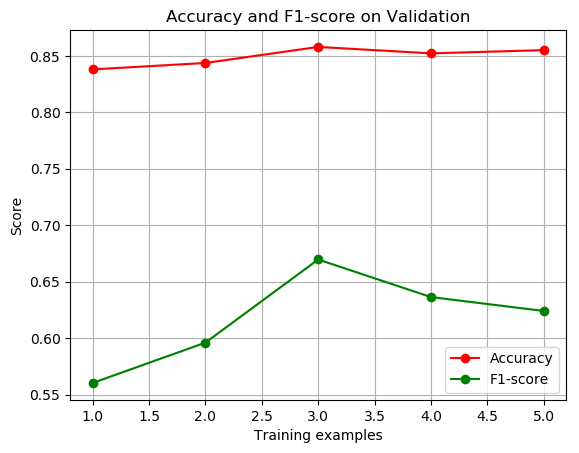 Accuracy and F1-score on Validation
0.85
0.80
0.75
0.70
0.65
0.60
0.55
Score
1.0 1.5 2.0 2.5 3.0 3.5 4.0 4.5 5.0
Training examples
Accuracy
F1-score